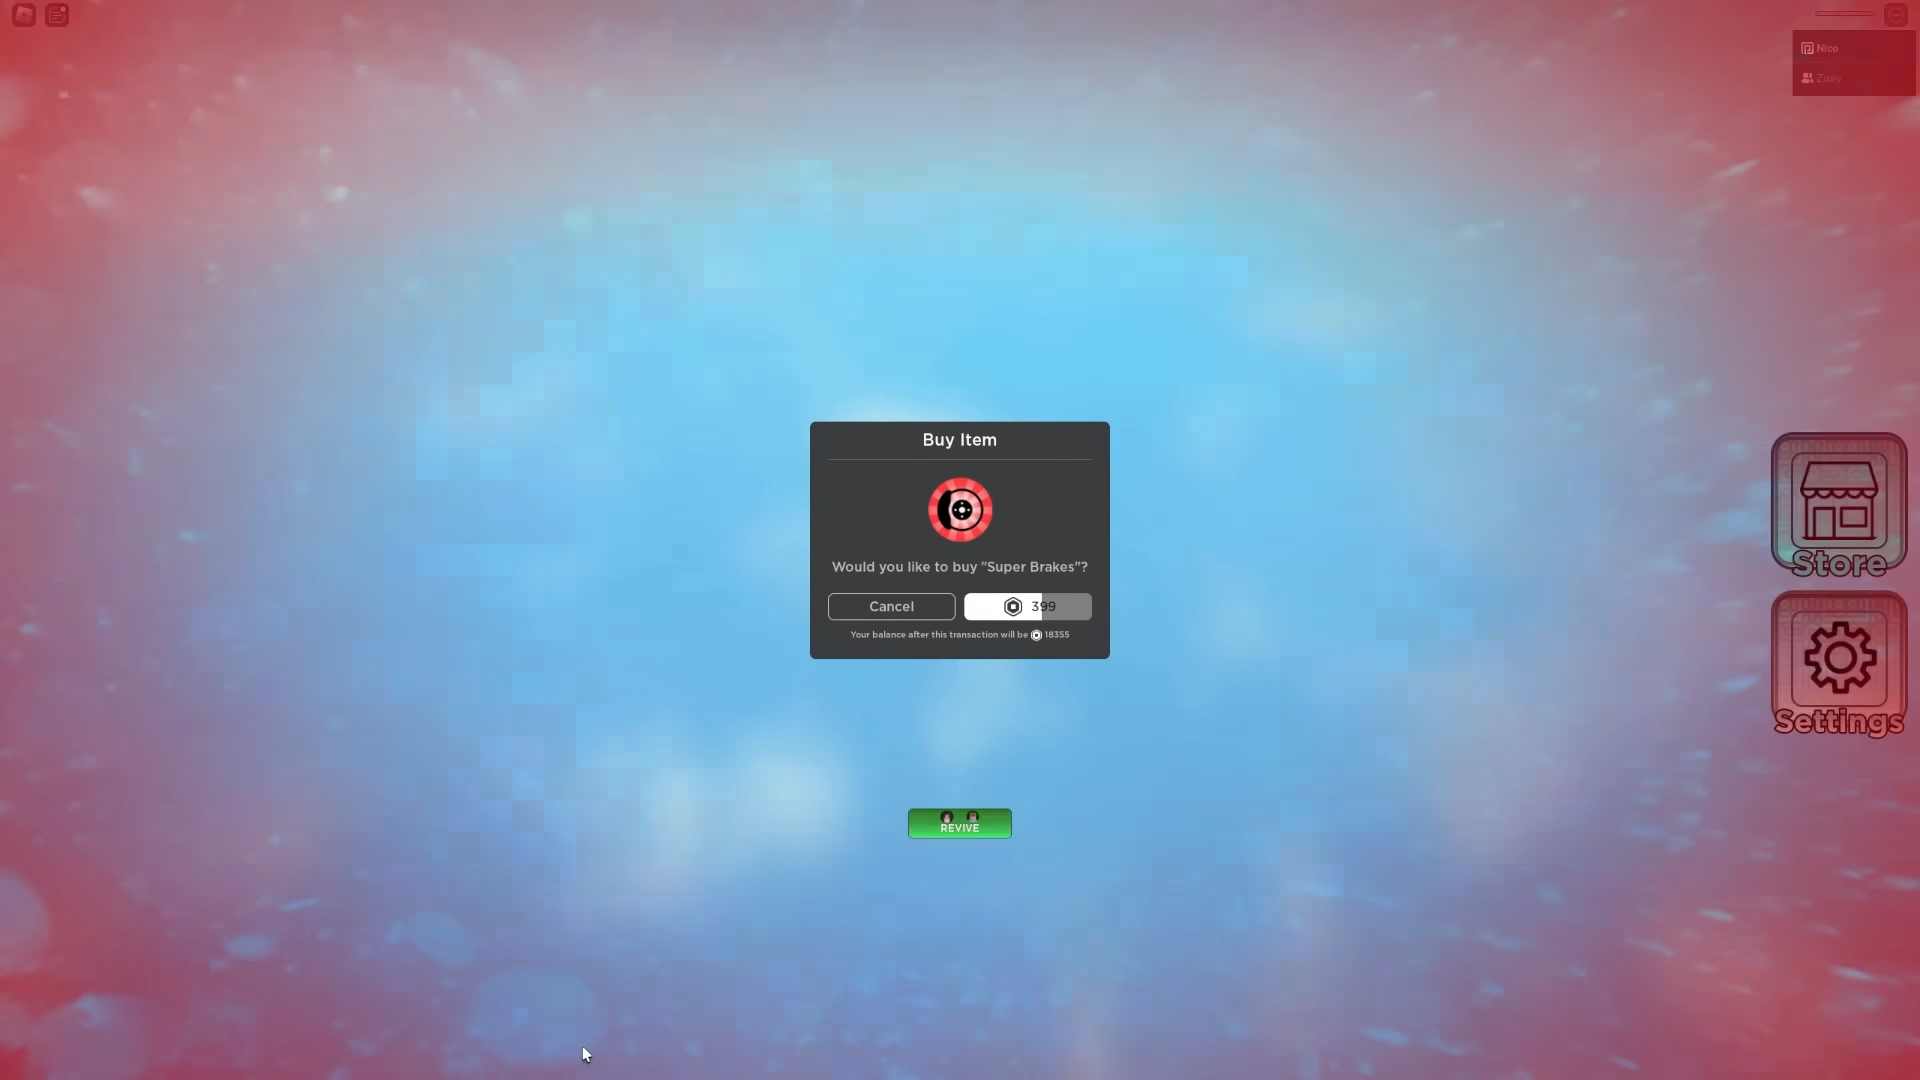 Nico
Zoey
Buy Item
Would you like to buy "Super Brakes"?
Cancel
399
Your balance after this transaction will be 18355
Store
Settings
REVIVE